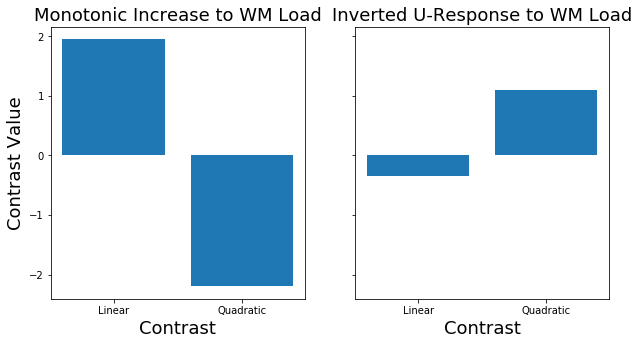 Monotonic Increase to WM Load
Inverted U-Response to WM Load
Contrast Value
2
1
0
−1
−2
Linear
Quadratic
Linear
Quadratic
Contrast
Contrast